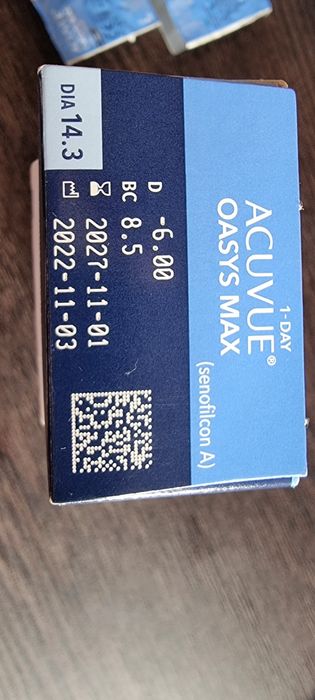 1-DAY
ACUVUE®
OASYS MAX
(senofilcon A)
D -6.00
BC 8.5
2027-11-01
2022-11-03
DIA 14.3